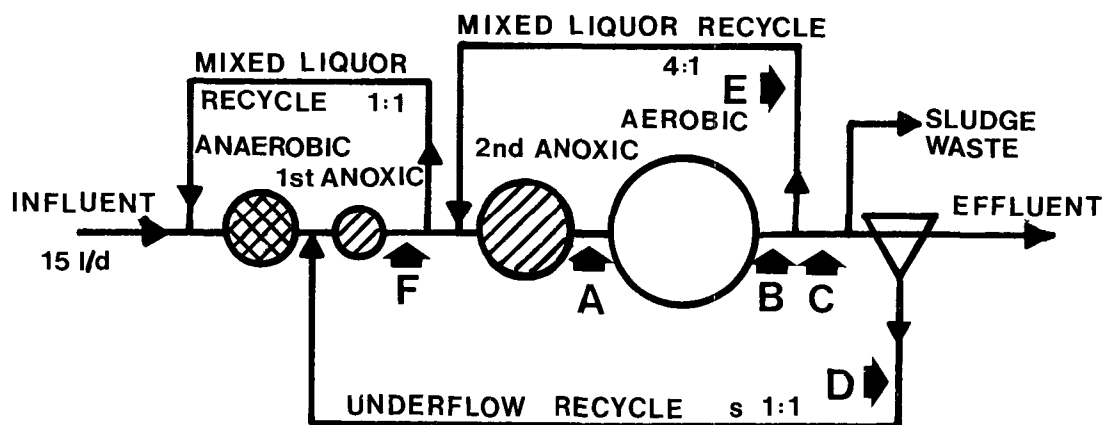 MIXED LIQUOR RECYCLE
4:1
MIXED LIQUOR
RECYCLE 1:1
E
AEROBIC
SLUDGE
WASTE
ANAEROBIC
1st ANOXIC
2nd ANOXIC
INFLUENT
EFFLUENT
15 l/d
F
A
B
C
D
UNDERFLOW RECYCLE s 1:1